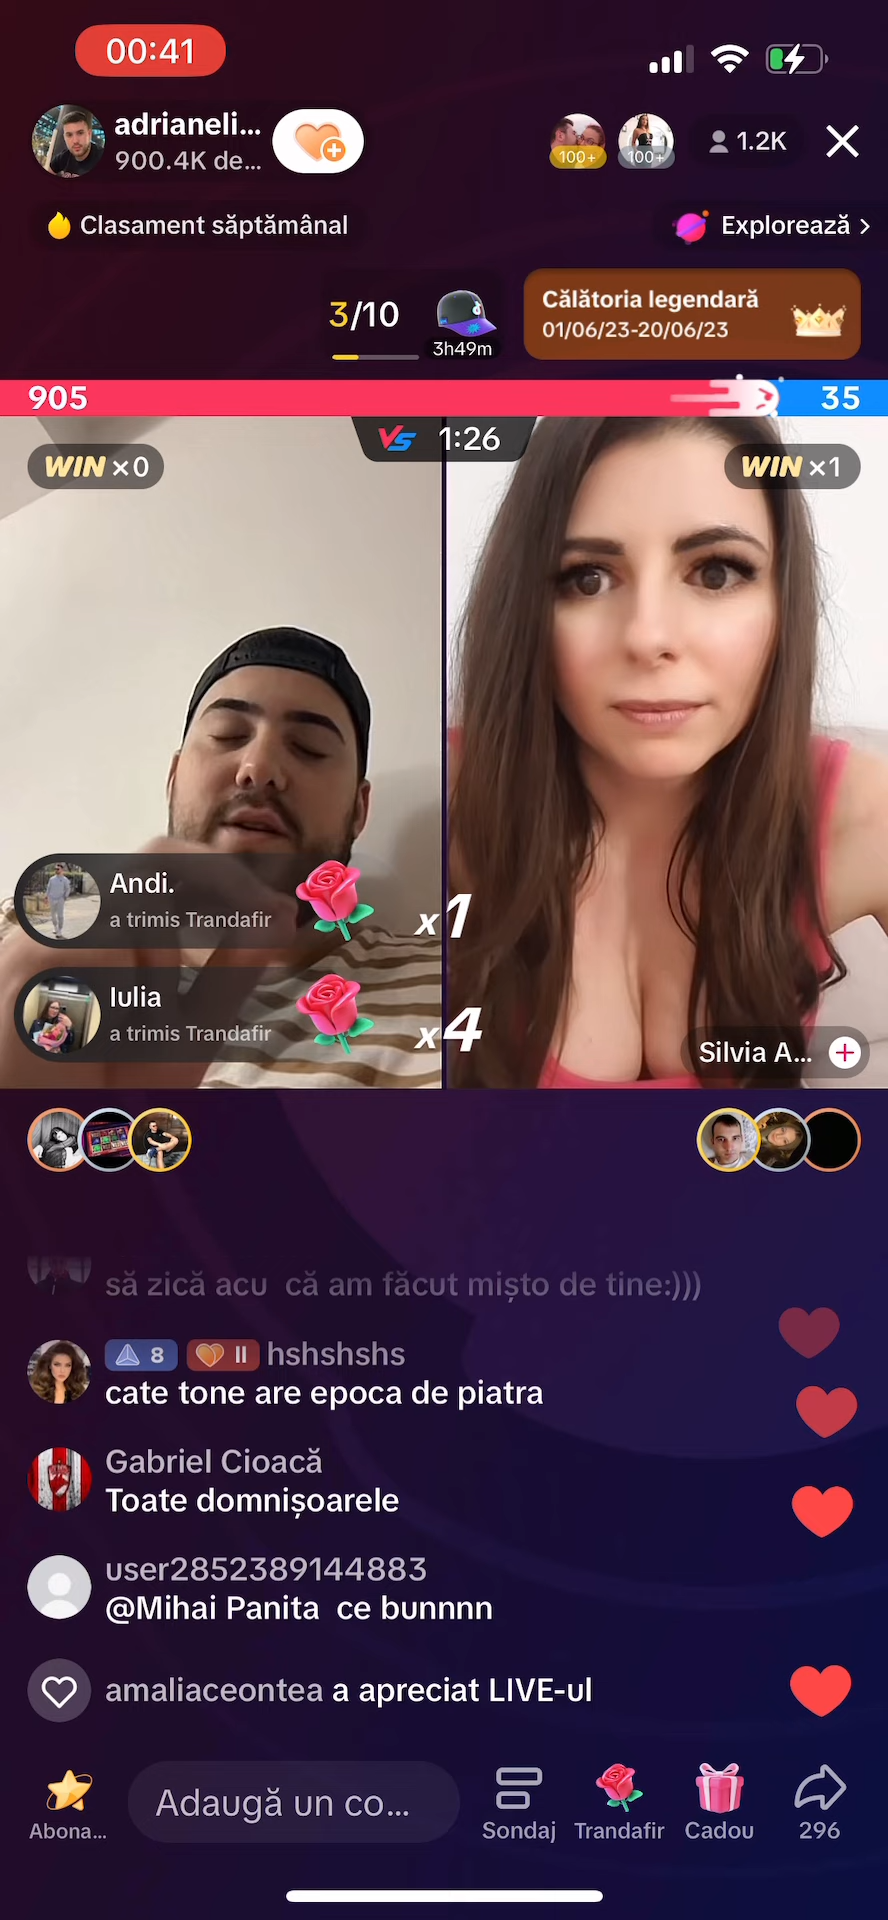 00:41
adrianeli...
900.4K de...
100+
100+
1.2K
Clasament săptămânal
Explorează >
3/10
3h49m
Călătoria legendară
01/06/23-20/06/23
905
35
VS 1:26
WIN ×0
WIN ×1
Andi.
a trimis Trandafir
x1
Iulia
a trimis Trandafir
x4
Silvia A...
să zică acu că am făcut mișto de tine:)))
8 II hshshshs
cate tone are epoca de piatra
Gabriel Cioacă
Toate domnișoarele
user2852389144883
@Mihai Panita ce bunnnn
amaliaceontea a apreciat LIVE-ul
Abona...
Adaugă un co...
Sondaj
Trandafir
Cadou
296